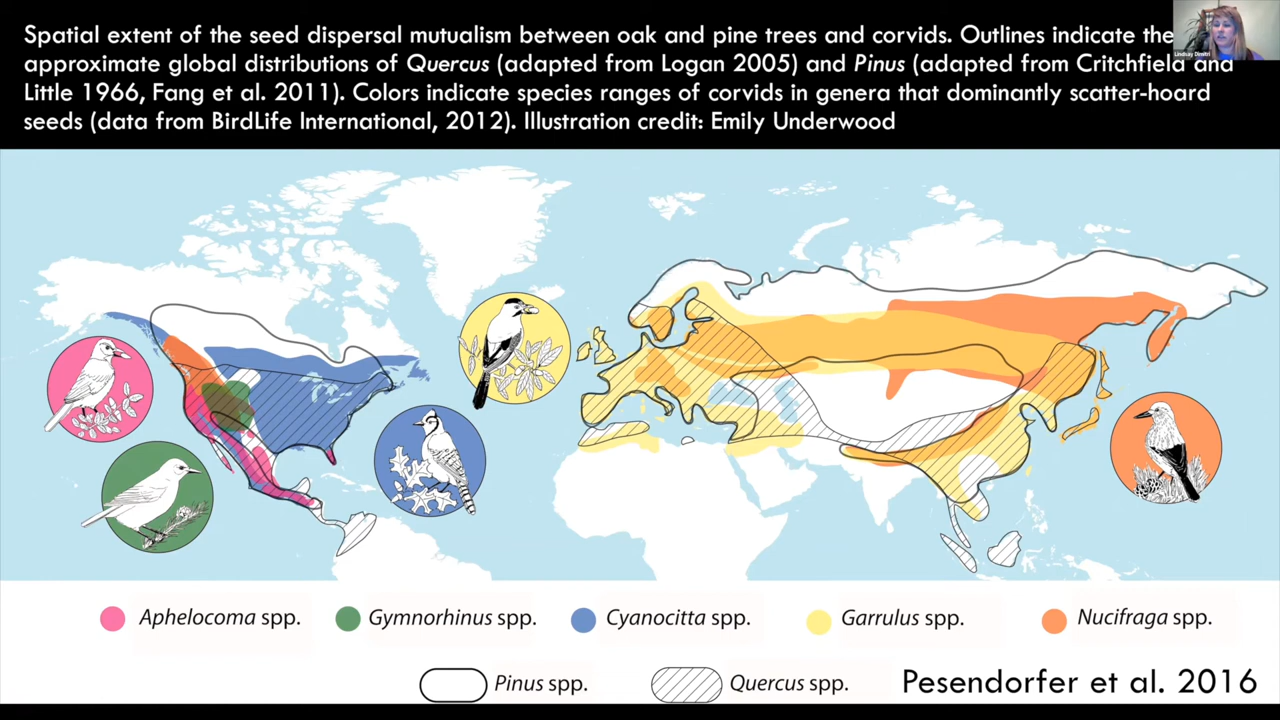 Spatial extent of the seed dispersal mutualism between oak and pine trees and corvids. Outlines indicate the
approximate global distributions of Quercus (adapted from Logan 2005) and Pinus (adapted from Critchfield and
Little 1966, Fang et al. 2011). Colors indicate species ranges of corvids in genera that dominantly scatter-hoard
seeds (data from BirdLife International, 2012). Illustration credit: Emily Underwood
Lindsay Dimitri
Aphelocoma spp.
Gymnorhinus spp.
Cyanocitta spp.
Garrulus spp.
Nucifraga spp.
Pinus spp.
Quercus spp.
Pesendorfer et al. 2016